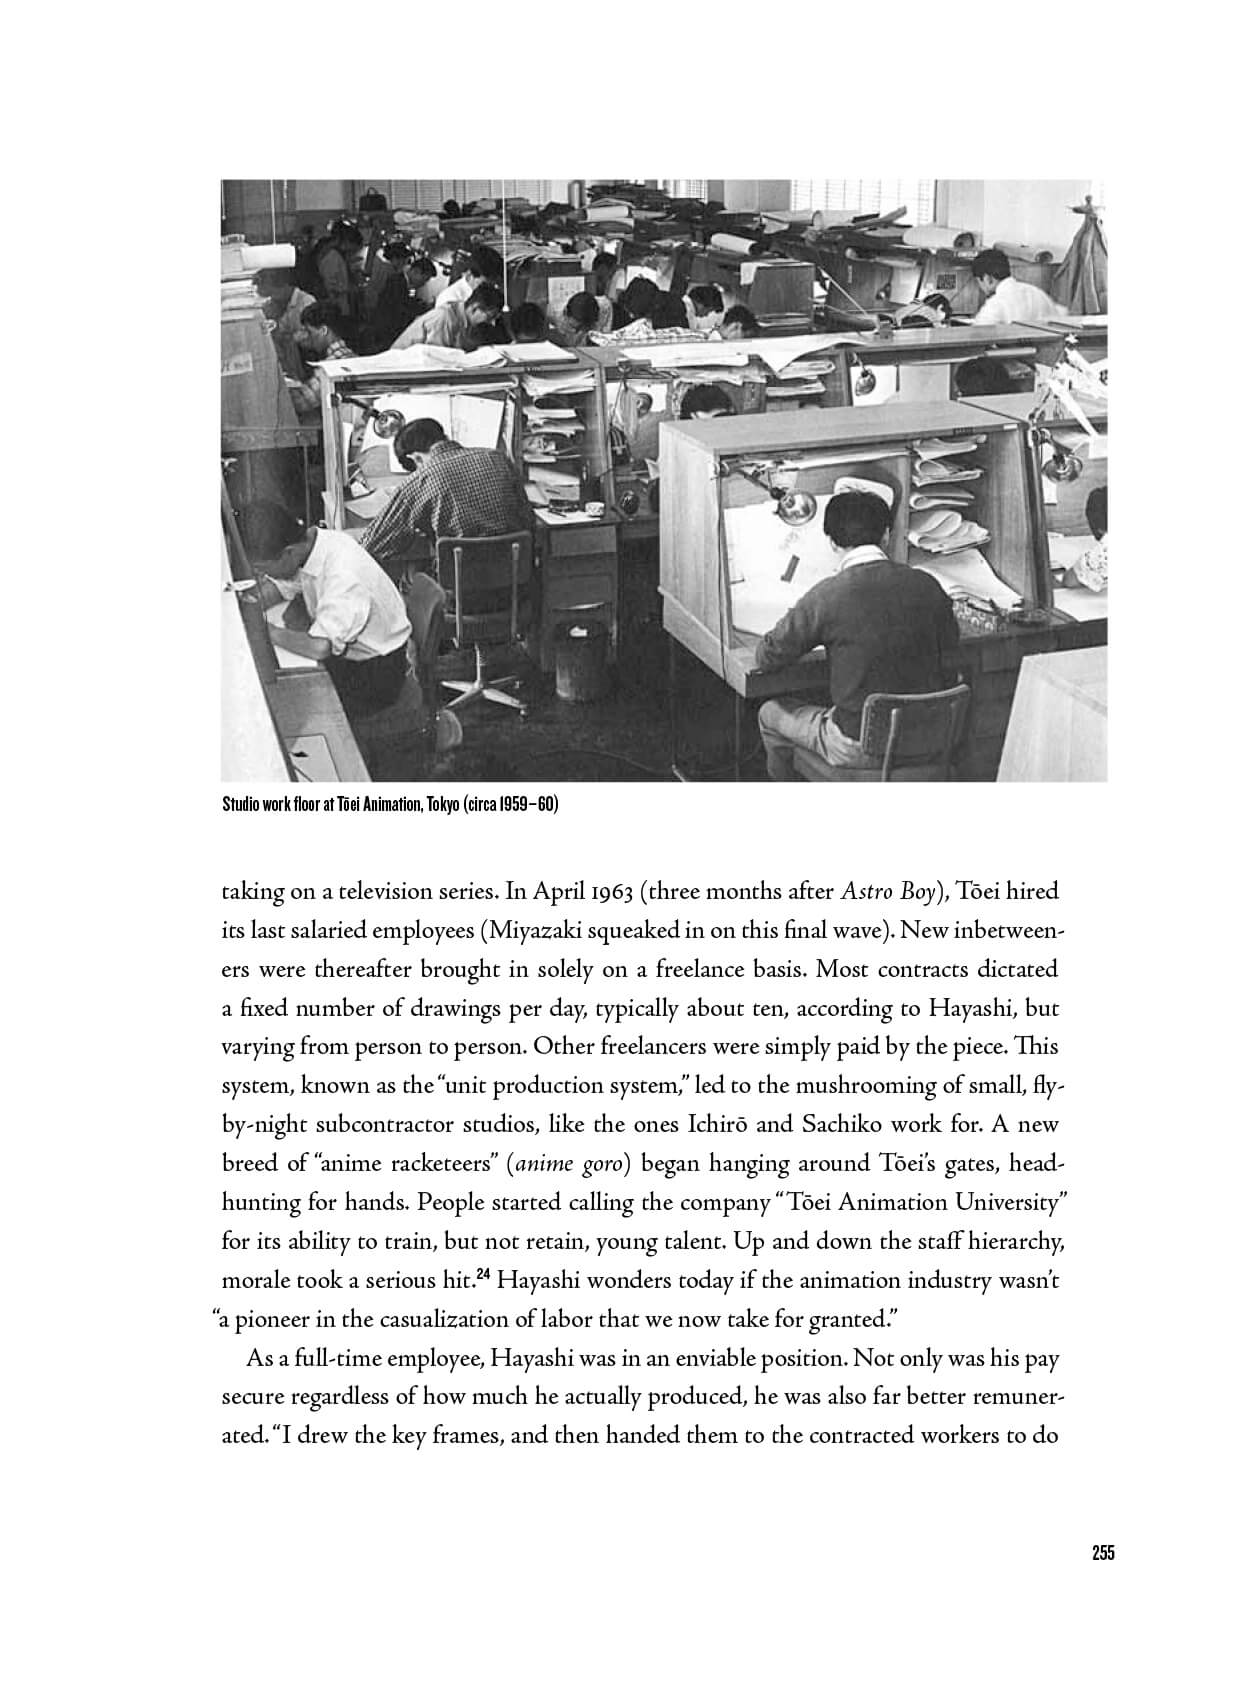 Studio work floor at Tōei Animation, Tokyo (circa 1959–60)
taking on a television series. In April 1963 (three months after Astro Boy), Tōei hired
its last salaried employees (Miyazaki squeaked in on this final wave). New inbetween-
ers were thereafter brought in solely on a freelance basis. Most contracts dictated
a fixed number of drawings per day, typically about ten, according to Hayashi, but
varying from person to person. Other freelancers were simply paid by the piece. This
system, known as the “unit production system,” led to the mushrooming of small, fly-
by-night subcontractor studios, like the ones Ichirō and Sachiko work for. A new
breed of “anime racketeers” (anime goro) began hanging around Tōei’s gates, head-
hunting for hands. People started calling the company “Tōei Animation University”
for its ability to train, but not retain, young talent. Up and down the staff hierarchy,
morale took a serious hit.24 Hayashi wonders today if the animation industry wasn’t
“a pioneer in the casualization of labor that we now take for granted.”
As a full-time employee, Hayashi was in an enviable position. Not only was his pay
secure regardless of how much he actually produced, he was also far better remuner-
ated. “I drew the key frames, and then handed them to the contracted workers to do
255